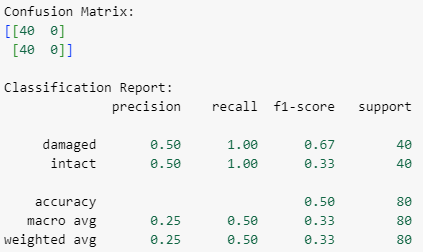 Confusion Matrix:
[[40  0]
 [40  0]]
Classification Report:
              precision    recall  f1-score   support
     damaged       0.50      1.00      0.67        40
      intact       0.50      1.00      0.33        40
    accuracy                           0.50        80
   macro avg       0.25      0.50      0.33        80
weighted avg       0.25      0.50      0.33        80